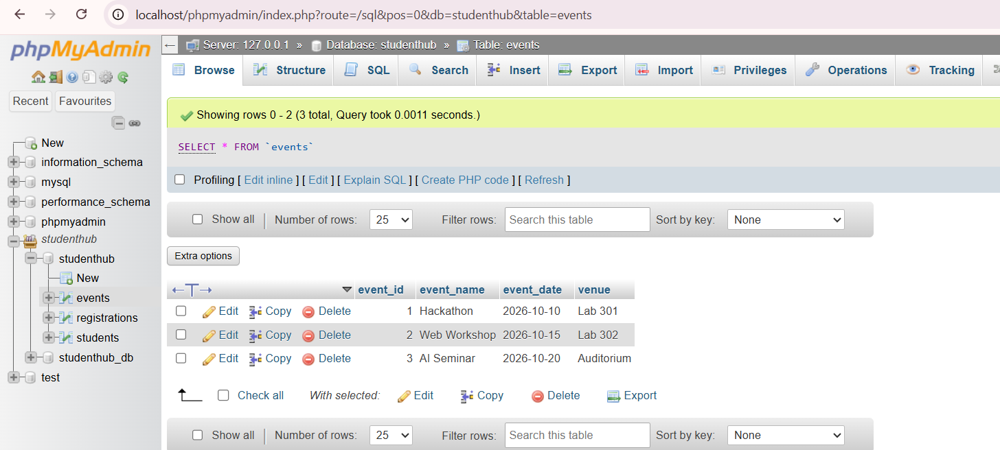 localhost/phpmyadmin/index.php?route=/sql&pos=0&db=studenthub&table=events
phpMyAdmin
Recent Favourites
New
information_schema
mysql
performance_schema
phpmyadmin
studenthub
studenthub
New
events
registrations
students
studenthub_db
test
Server: 127.0.0.1 » Database: studenthub » Table: events
Browse Structure SQL Search Insert Export Import Privileges Operations Tracking
Showing rows 0 - 2 (3 total, Query took 0.0011 seconds.)
SELECT * FROM `events`
Profiling [ Edit inline ] [ Edit ] [ Explain SQL ] [ Create PHP code ] [ Refresh ]
Show all Number of rows: 25 Filter rows: Search this table Sort by key: None
Extra options
event_id event_name event_date venue
Edit Copy Delete 1 Hackathon 2026-10-10 Lab 301
Edit Copy Delete 2 Web Workshop 2026-10-15 Lab 302
Edit Copy Delete 3 AI Seminar 2026-10-20 Auditorium
Check all With selected: Edit Copy Delete Export
Show all Number of rows: 25 Filter rows: Search this table Sort by key: None